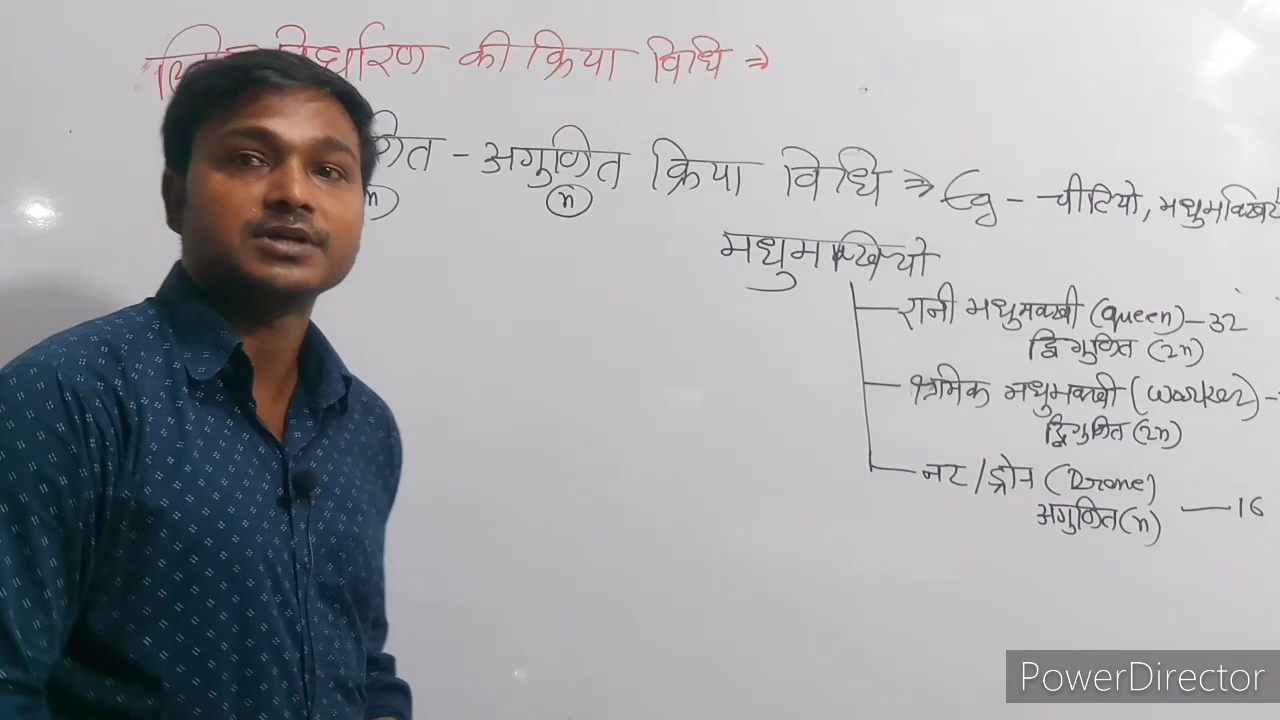 निर्धारण की क्रिया विधि ⇒
अगुणित क्रिया विधि ⇒ Eg - चीटियो, मधुमक्खियो
(n)
मधुमख्यियो
रानी मधुमक्खी (Queen) - 32
द्विगुणित (2n)
श्रमिक मधुमक्खी (Worker) -
द्विगुणित (2n)
नर / ड्रोन (Drone)
अगुणित (n) — 16
PowerDirector